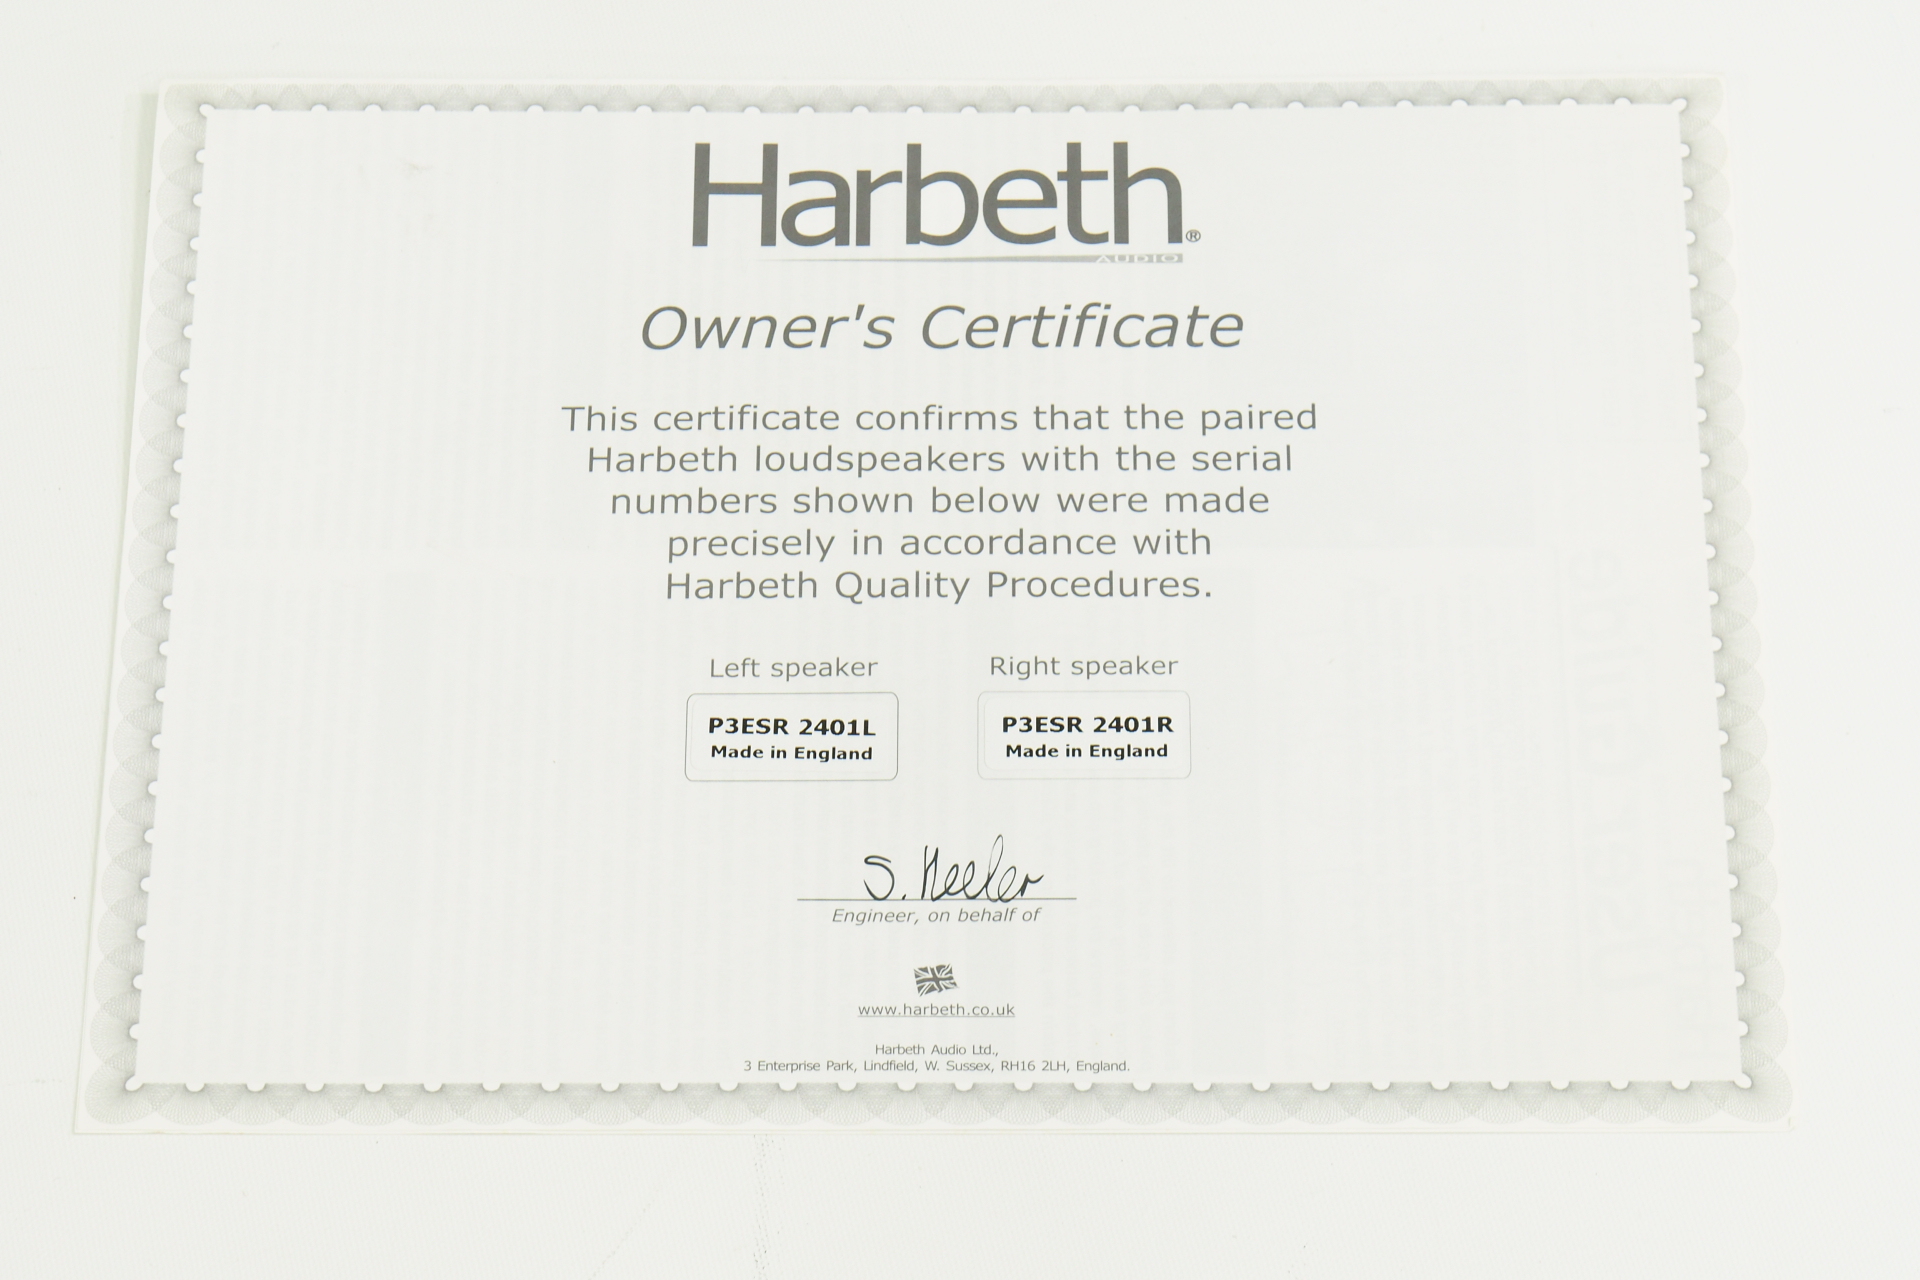 Harbeth®
AUDIO
Owner's Certificate
This certificate confirms that the paired
Harbeth loudspeakers with the serial
numbers shown below were made
precisely in accordance with
Harbeth Quality Procedures.
Left speaker Right speaker
P3ESR 2401L P3ESR 2401R
Made in England Made in England
S. Keeler
Engineer, on behalf of
www.harbeth.co.uk
Harbeth Audio Ltd.,
3 Enterprise Park, Lindfield, W. Sussex, RH16 2LH, England.